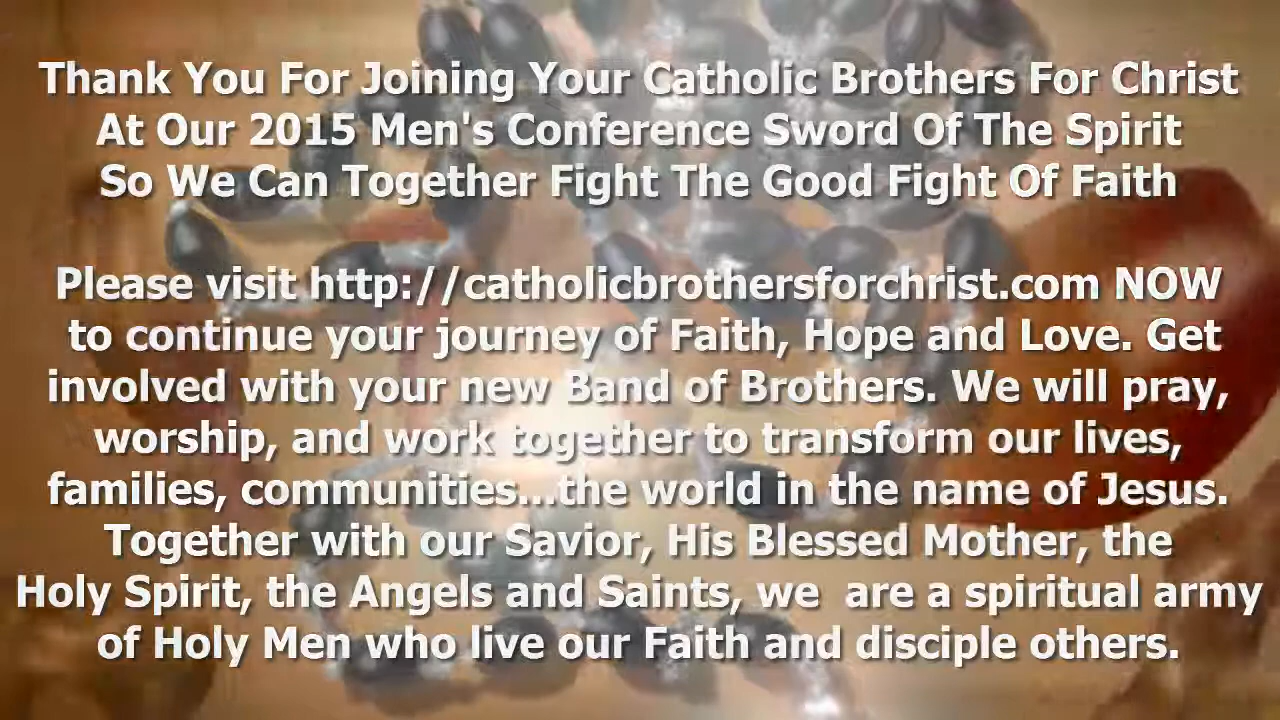 Thank You For Joining Your Catholic Brothers For Christ
At Our 2015 Men's Conference Sword Of The Spirit
So We Can Together Fight The Good Fight Of Faith
Please visit http://catholicbrothersforchrist.com NOW
to continue your journey of Faith, Hope and Love. Get
involved with your new Band of Brothers. We will pray,
worship, and work together to transform our lives,
families, communities...the world in the name of Jesus.
Together with our Savior, His Blessed Mother, the
Holy Spirit, the Angels and Saints, we  are a spiritual army
of Holy Men who live our Faith and disciple others.